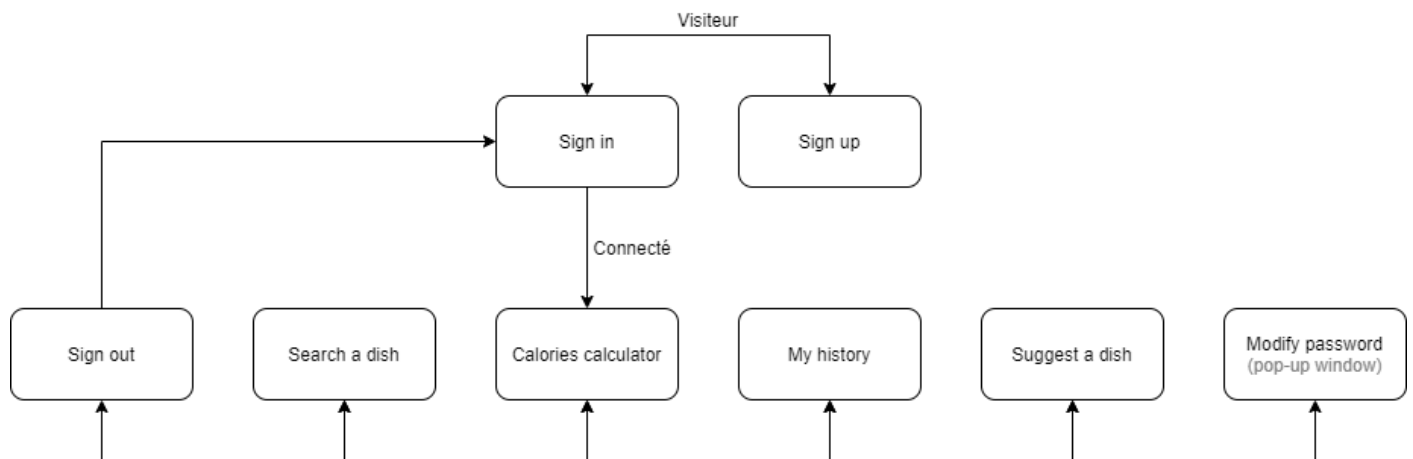 Visiteur
Sign in
Sign up
Connecté
Sign out
Search a dish
Calories calculator
My history
Suggest a dish
Modify password
(pop-up window)